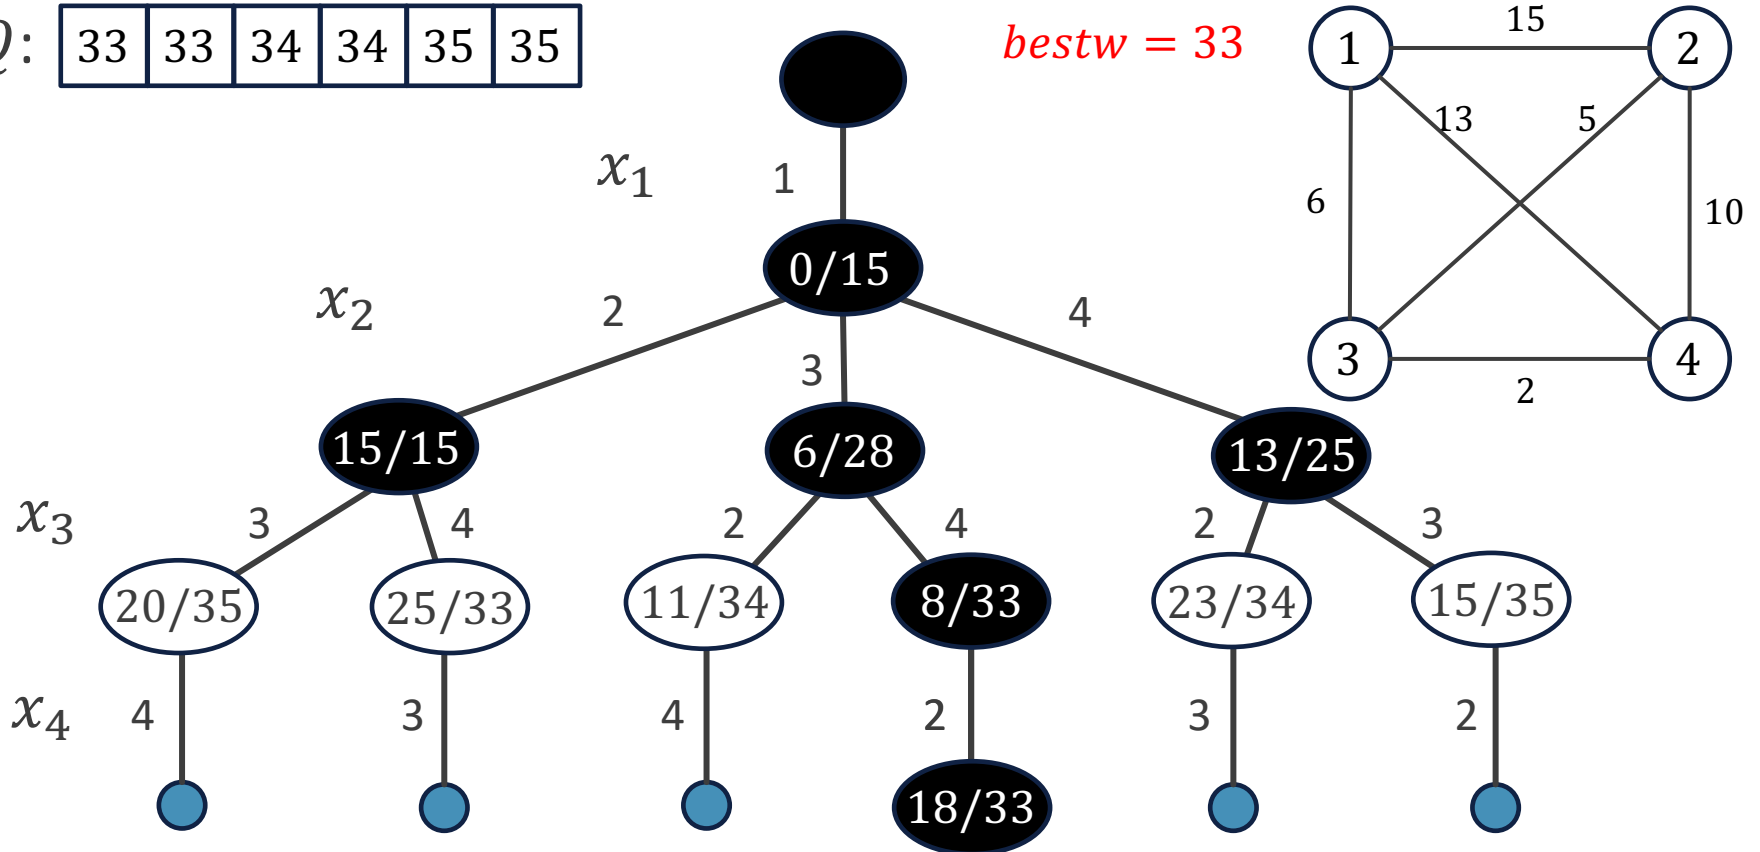 Q: 33 33 34 34 35 35
bestw = 33
1 15 2
13 5
6 10
3 2 4
x₁ 1
0/15
x₂ 2 3 4
15/15 6/28 13/25
x₃ 3 4 2 4 2 3
20/35 25/33 11/34 8/33 23/34 15/35
x₄ 4 3 4 2 3 2
18/33